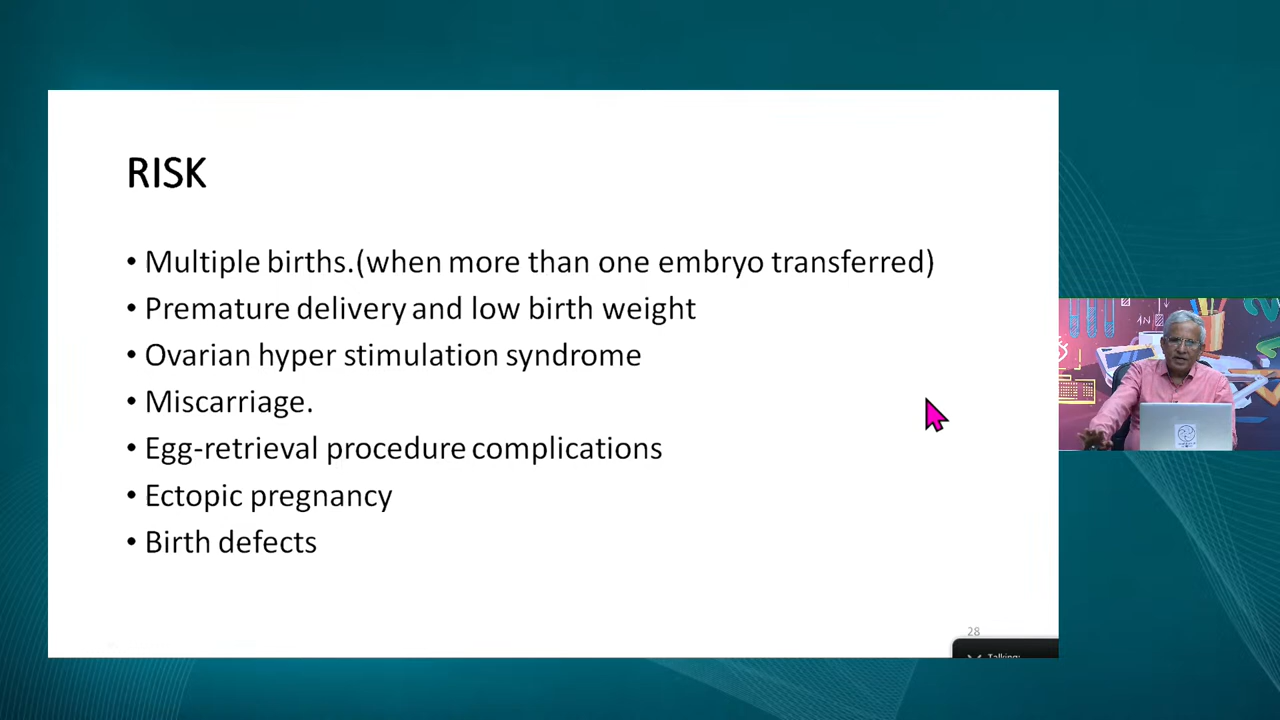 RISK
• Multiple births.(when more than one embryo transferred)
• Premature delivery and low birth weight
• Ovarian hyper stimulation syndrome
• Miscarriage.
• Egg-retrieval procedure complications
• Ectopic pregnancy
• Birth defects
28
Talking: